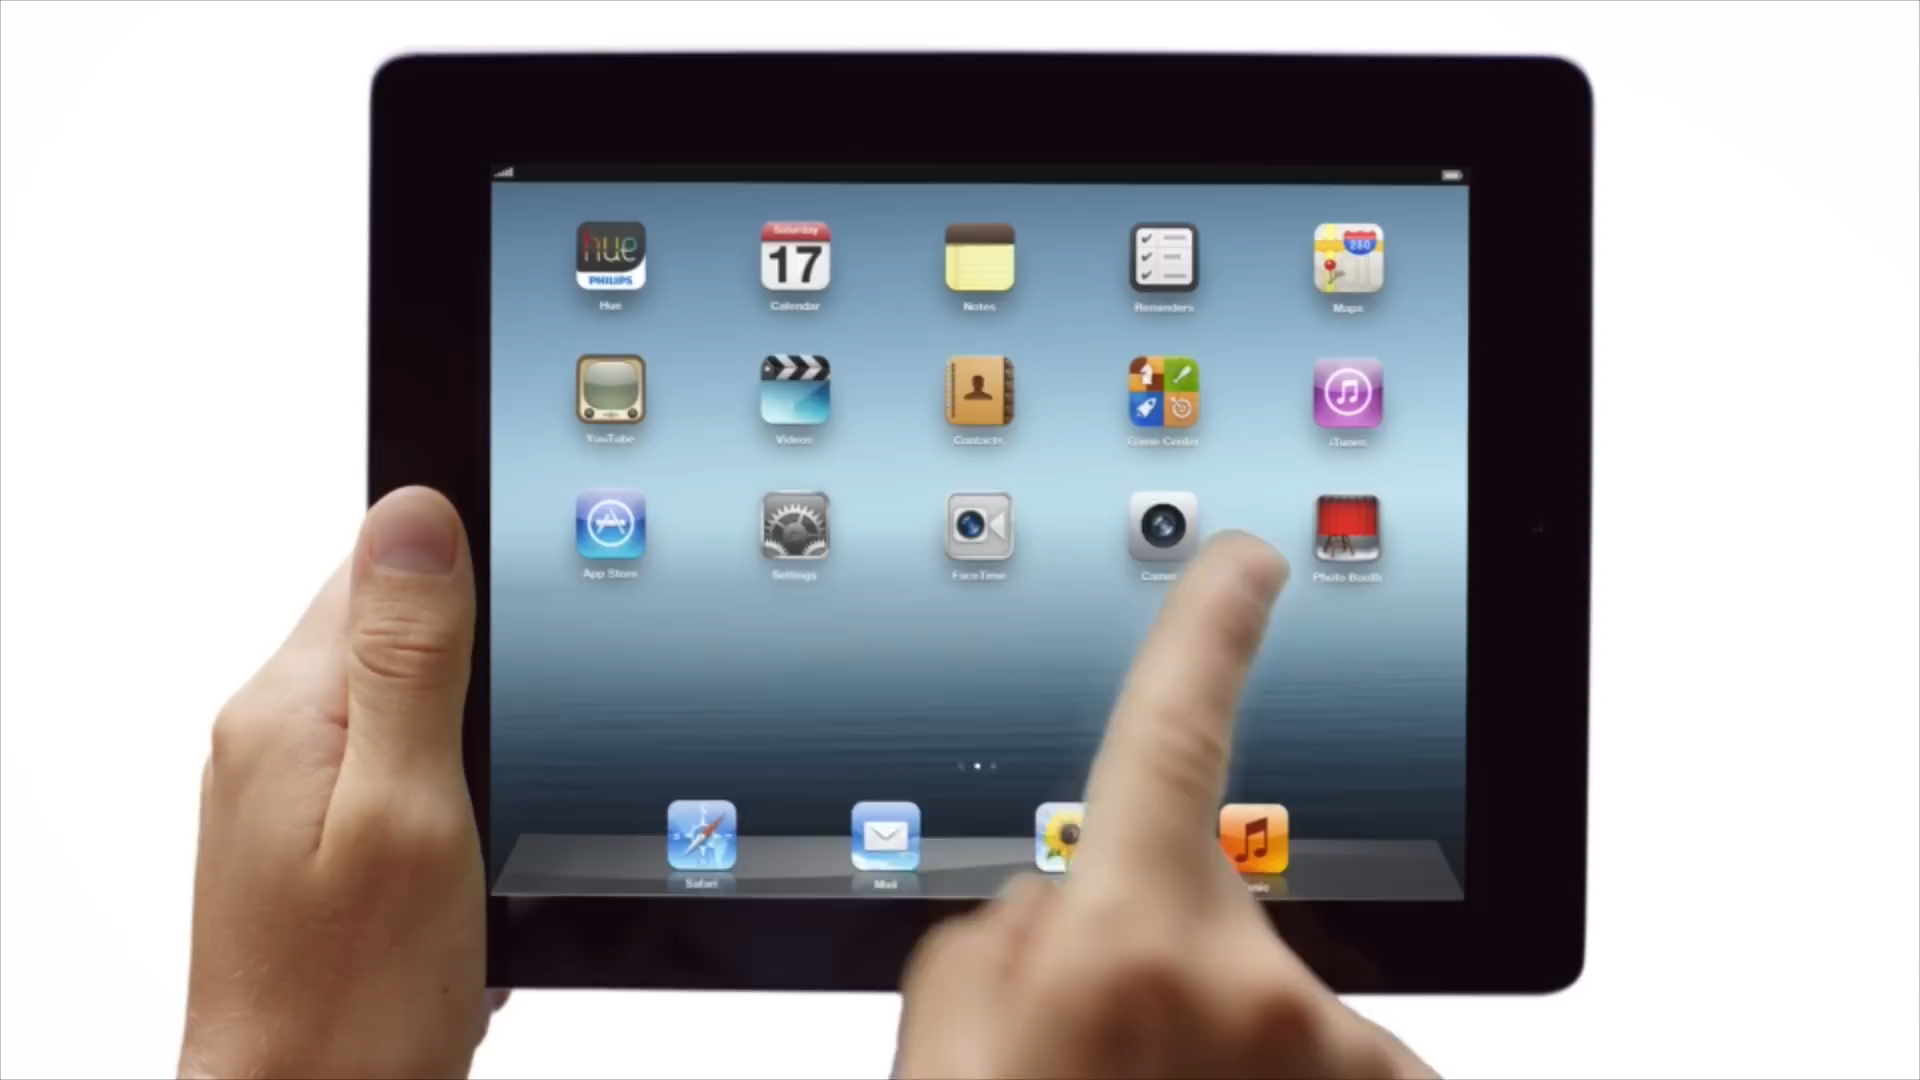 hue
PHILIPS
Saturday
17
280
Hue
Calendar
Notes
Reminders
Maps
YouTube
Videos
Contacts
Game Center
iTunes
App Store
Settings
FaceTime
Photo Booth
Safari
Mail